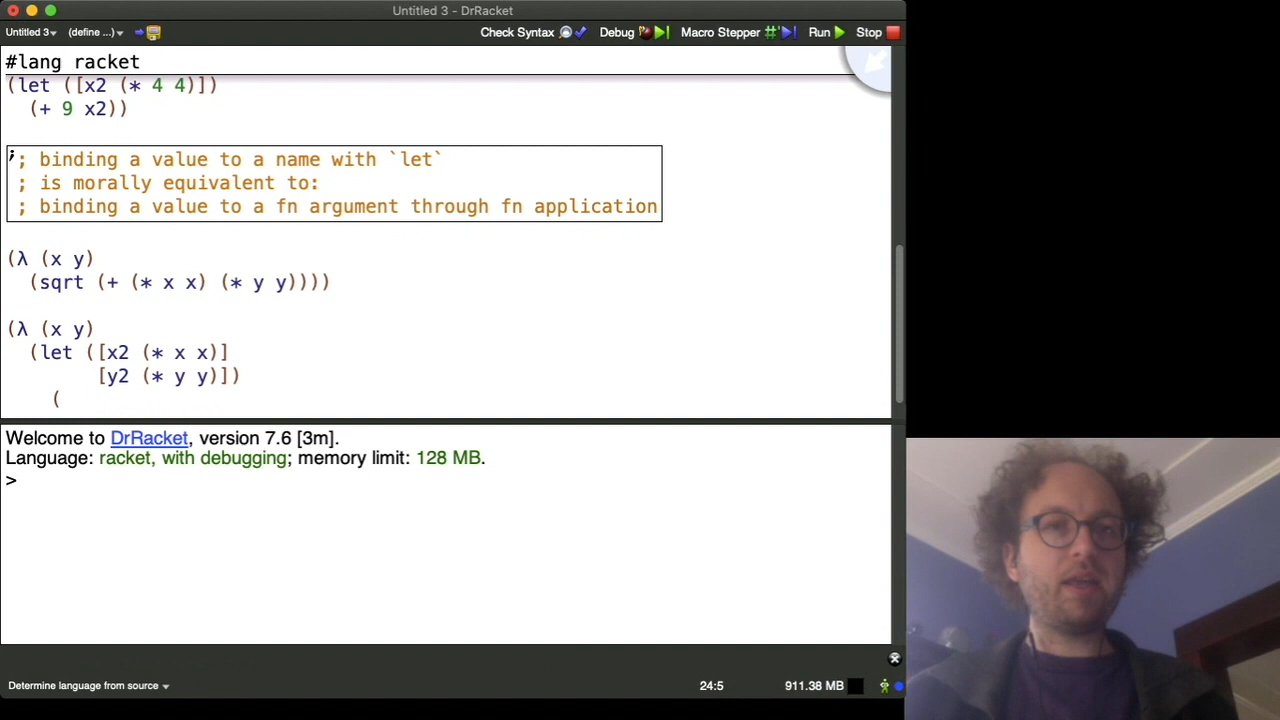 Untitled 3 - DrRacket
Untitled 3 (define ...) Check Syntax Debug Macro Stepper Run Stop
#lang racket
(let ([x2 (* 4 4)])
(+ 9 x2))
;; binding a value to a name with `let`
; is morally equivalent to:
; binding a value to a fn argument through fn application
(λ (x y)
(sqrt (+ (* x x) (* y y))))
(λ (x y)
(let ([x2 (* x x)]
[y2 (* y y)])
(
Welcome to DrRacket, version 7.6 [3m].
Language: racket, with debugging; memory limit: 128 MB.
>
Determine language from source 24:5 911.38 MB